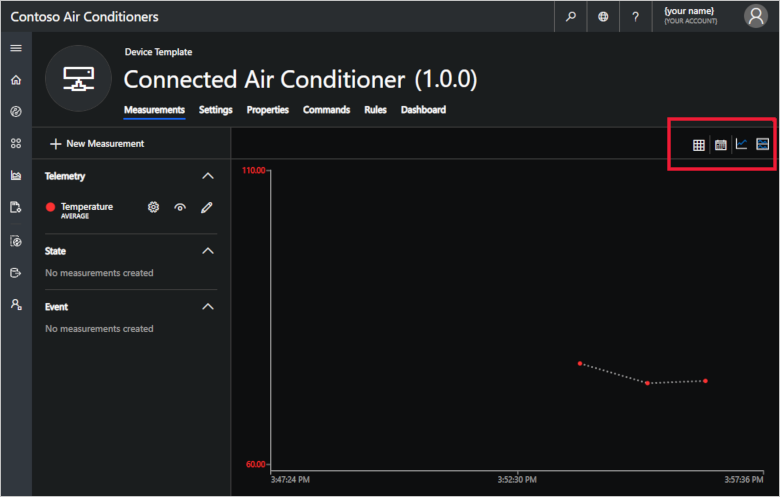 Contoso Air Conditioners
?
{your name}
{YOUR ACCOUNT}
Device Template
Connected Air Conditioner (1.0.0)
Measurements Settings Properties Commands Rules Dashboard
New Measurement
Telemetry
Temperature
AVERAGE
State
No measurements created
Event
No measurements created
110.00
60.00
3:47:24 PM 3:52:30 PM 3:57:36 PM